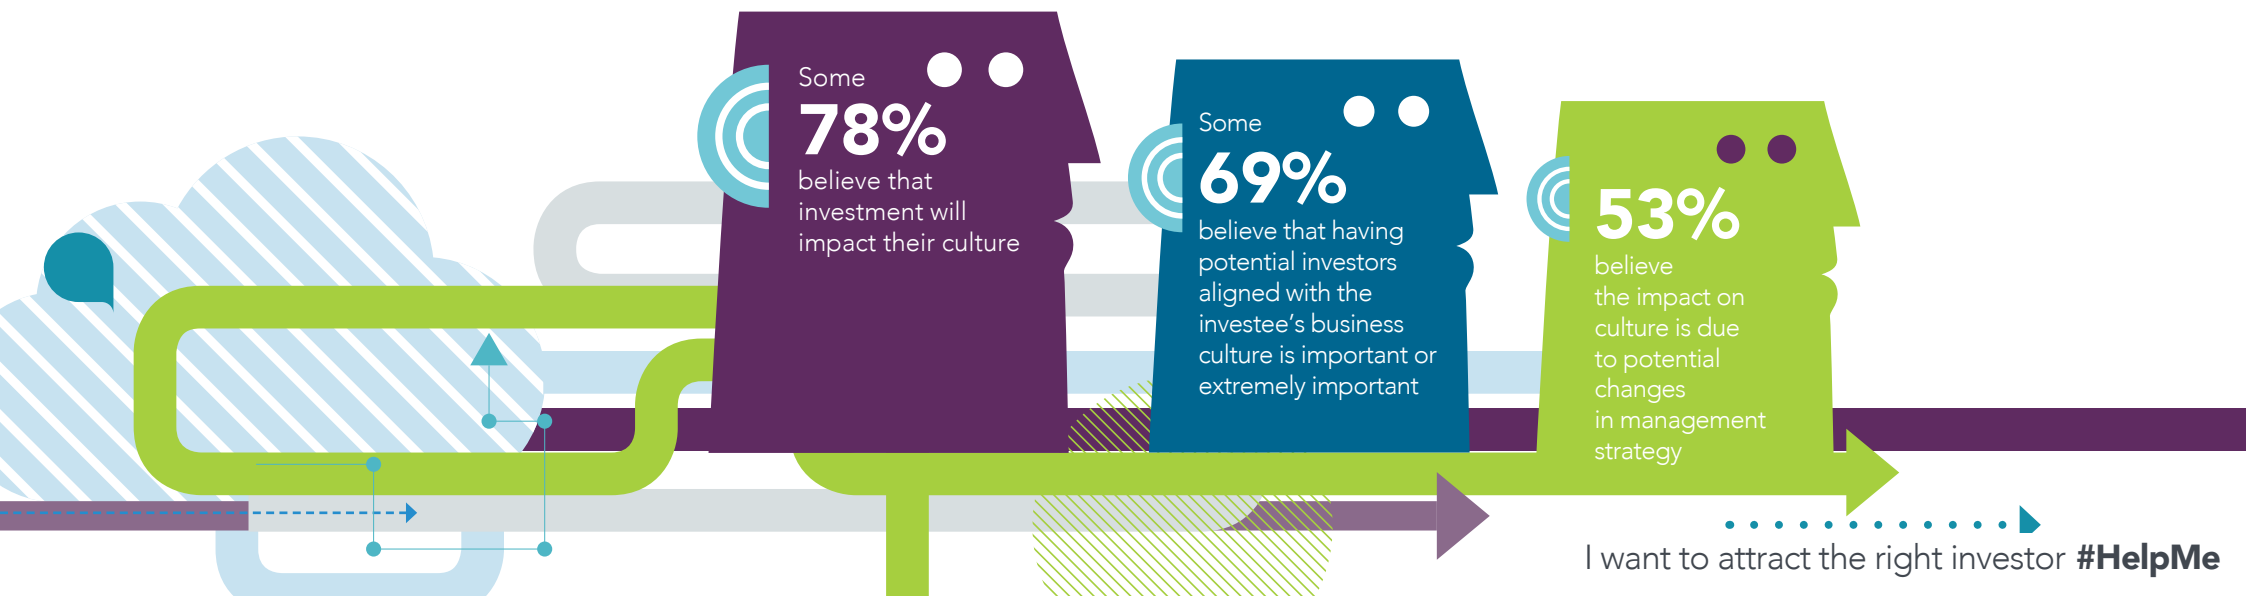 Some
78%
believe that
investment will
impact their culture
Some
69%
believe that having
potential investors
aligned with the
investee’s business
culture is important or
extremely important
53%
believe
the impact on
culture is due
to potential
changes
in management
strategy
I want to attract the right investor #HelpMe